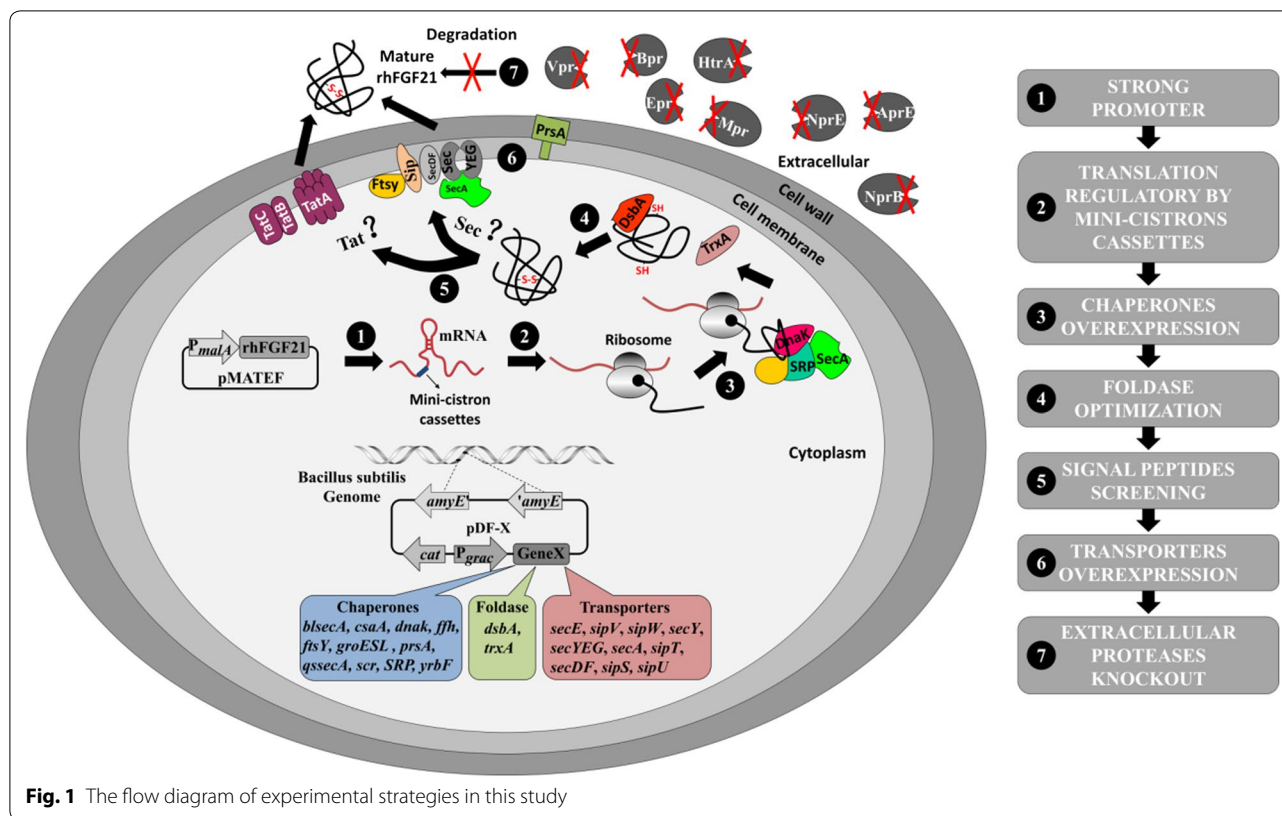 Degradation
Mature
rhFGF21
-S-S-
7
Vpr
Bpr
HtrA
Epr
Mpr
NprE
AprE
NprB
Extracellular
Cell wall
Cell membrane
PrsA
6
TatC
TatB
TatA
Ftsy
Sip
SecDF
Sec
YEG
SecA
Tat ?
Sec ?
5
-S-S-
4
DsbA
SH
SH
TrxA
PmalA
rhFGF21
pMATEF
1
mRNA
Mini-cistron
cassettes
2
Ribosome
3
DnaK
SRP
SecA
Cytoplasm
Bacillus subtilis
Genome
amyE'
'amyE
pDF-X
cat
Pgrac
GeneX
Chaperones
blsecA, csaA, dnak, ffh,
ftsY, groESL , prsA,
qssecA, scr, SRP, yrbF
Foldase
dsbA,
trxA
Transporters
secE, sipV, sipW, secY,
secYEG, secA, sipT,
secDF, sipS, sipU
1
STRONG
PROMOTER
2
TRANSLATION
REGULATORY BY
MINI-CISTRONS
CASSETTES
3
CHAPERONES
OVEREXPRESSION
4
FOLDASE
OPTIMIZATION
5
SIGNAL PEPTIDES
SCREENING
6
TRANSPORTERS
OVEREXPRESSION
7
EXTRACELLULAR
PROTEASES
KNOCKOUT
Fig. 1 The flow diagram of experimental strategies in this study